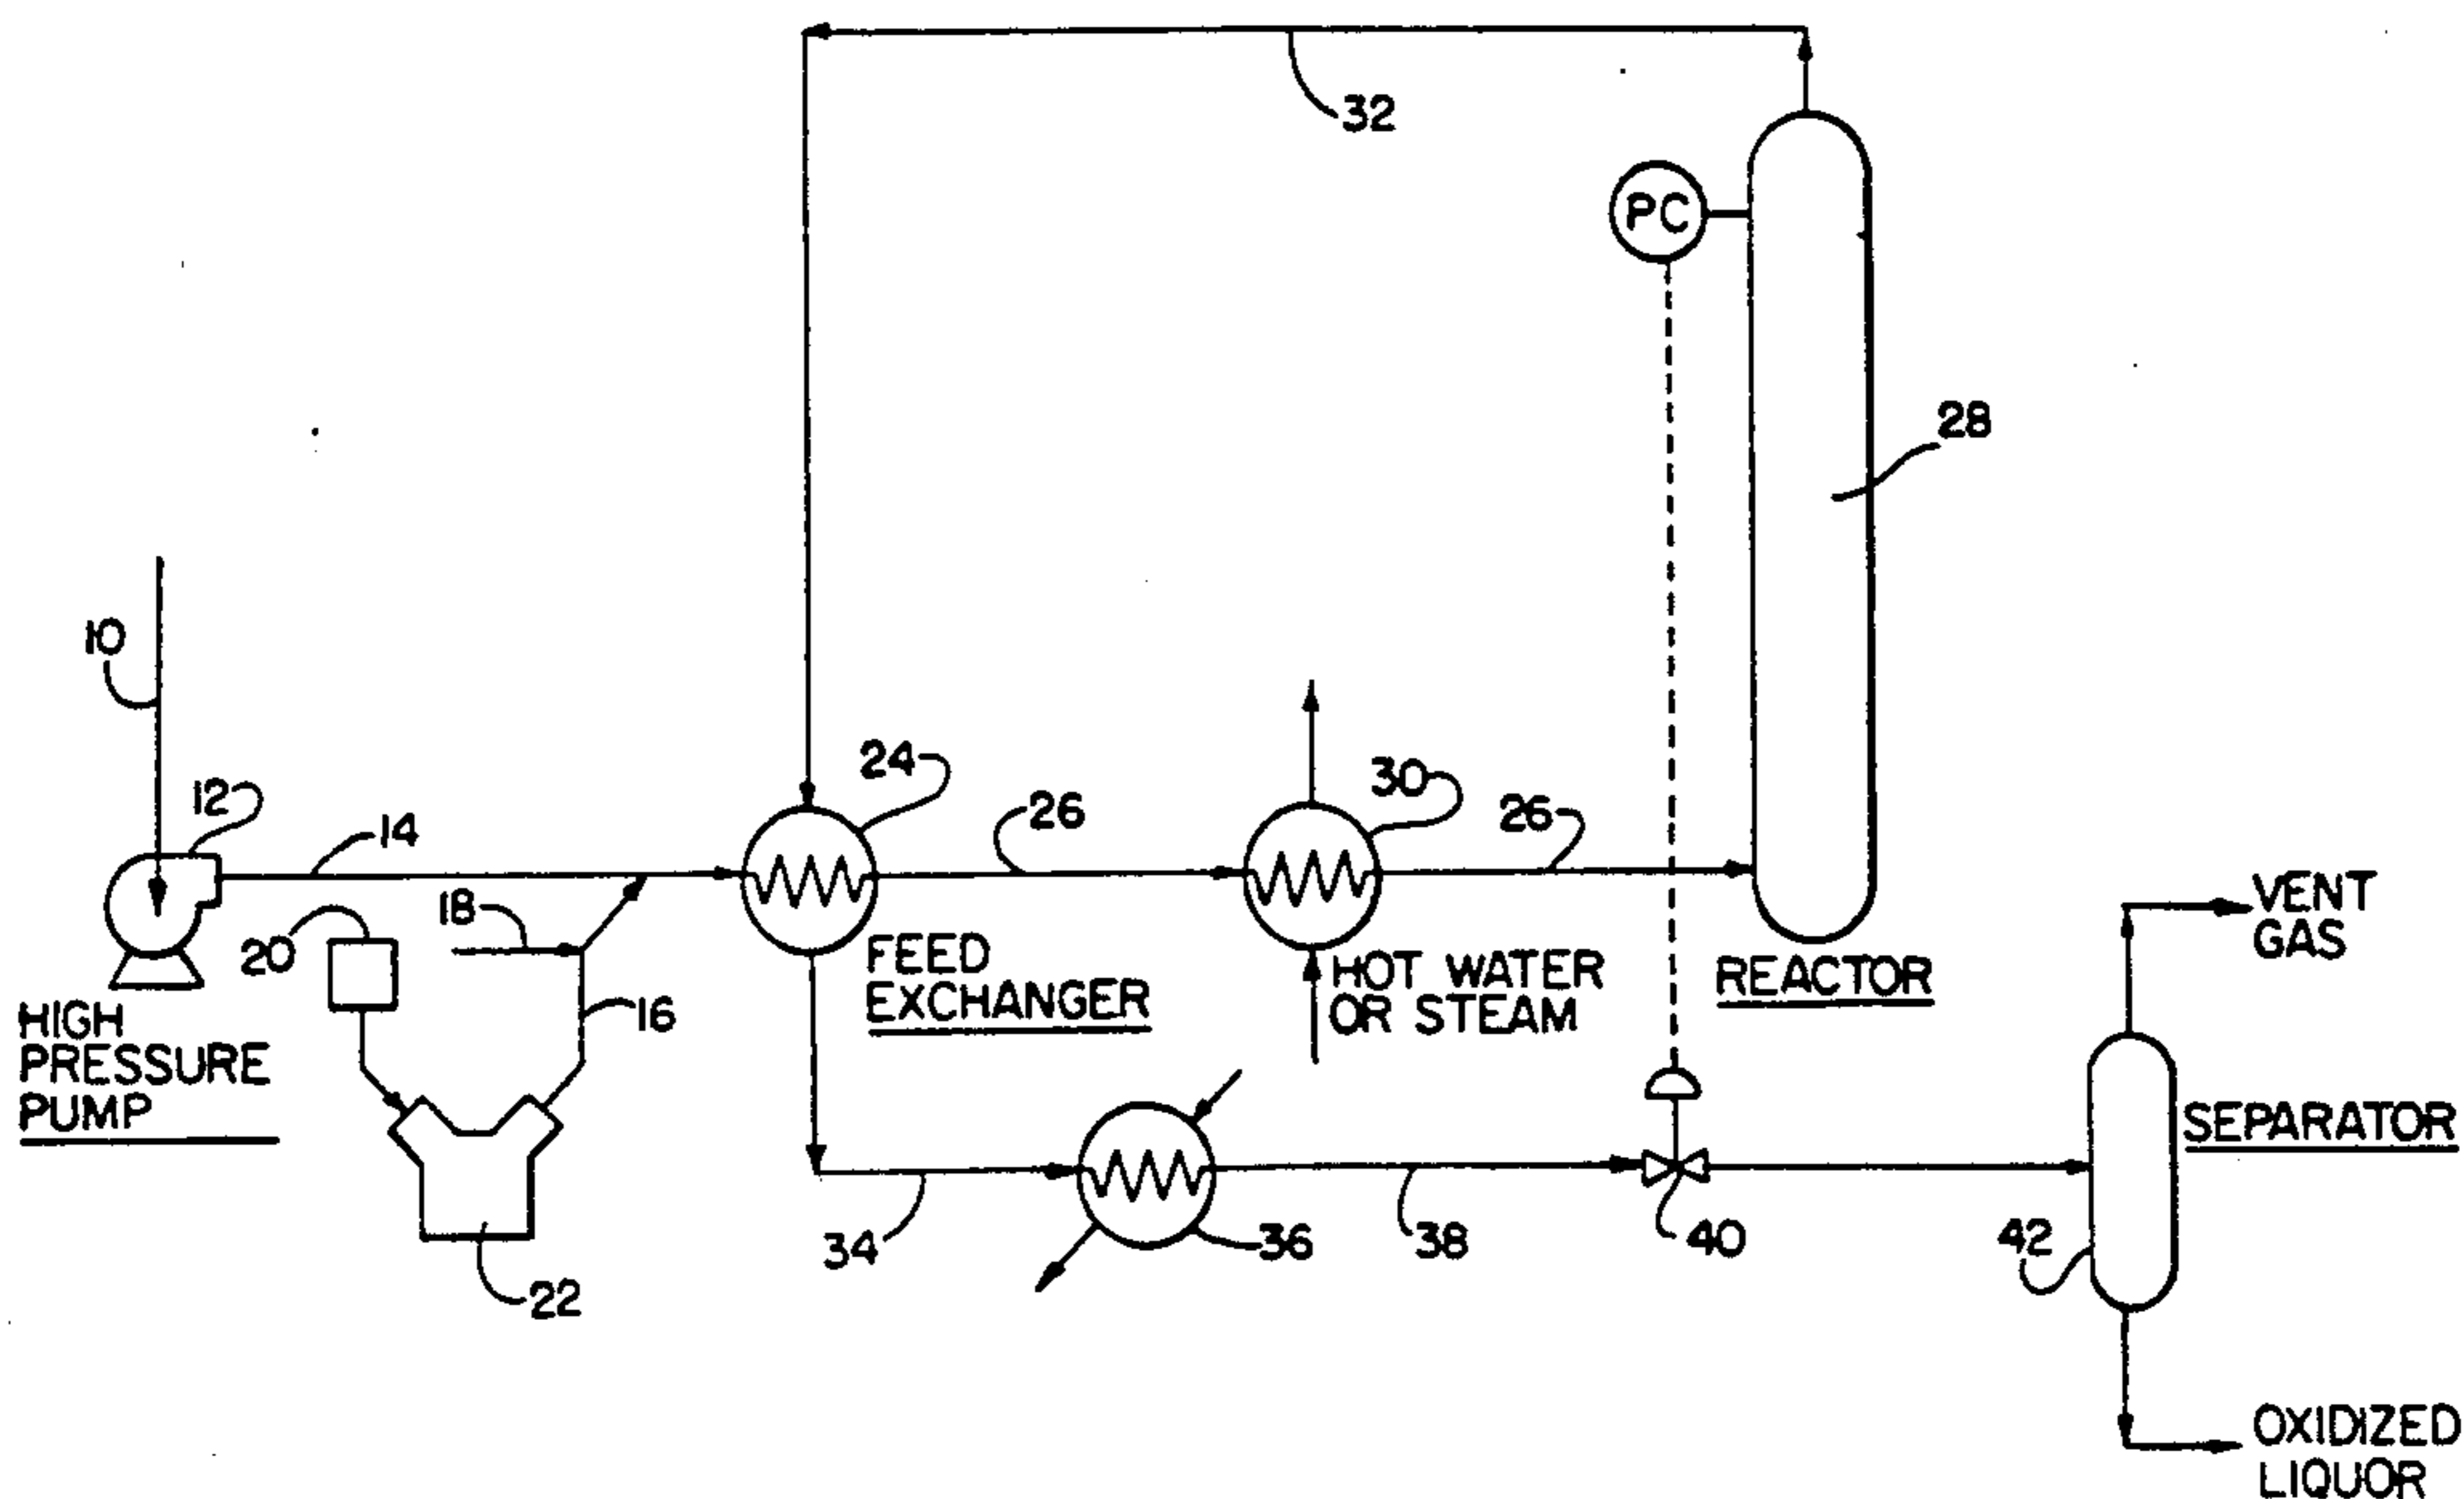 32
PC
28
10
24
30
12
26
26
14
18
20
VENT
GAS
FEED
EXCHANGER
HOT WATER
OR STEAM
REACTOR
16
HIGH
PRESSURE
PUMP
SEPARATOR
34
36
38
40
42
22
OXIDIZED
LIQUOR